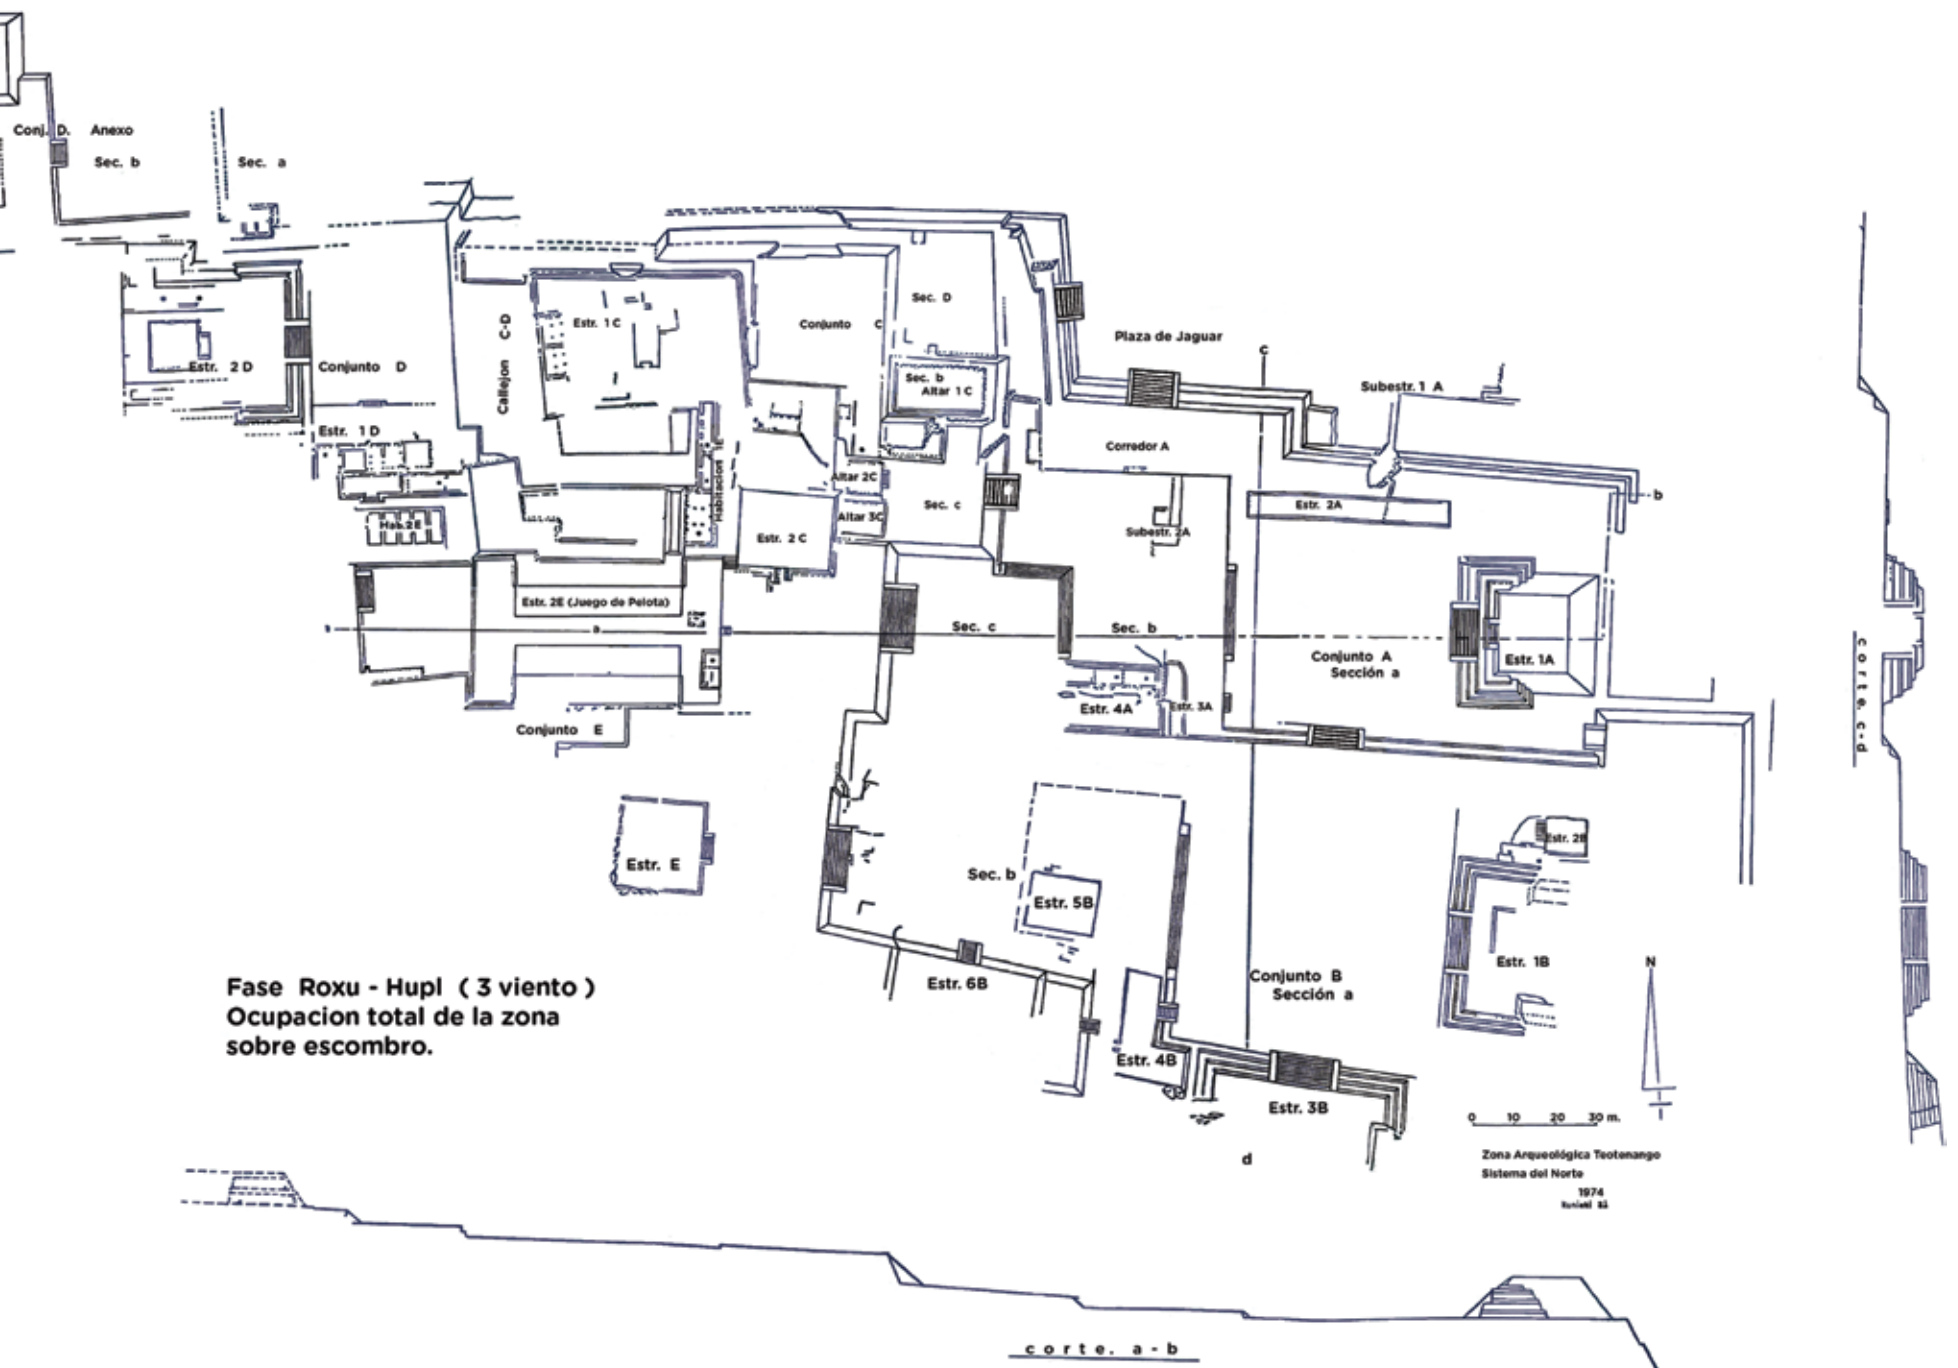 Conj. D. Anexo
Sec. b
Sec. a
Estr. 2 D
Conjunto D
Estr. 1 D
Hab. 2 E
Callejon C-D
Estr. 1 C
Habitacion 1E
Conjunto C
Sec. D
Sec. b
Altar 1 C
Altar 2C
Altar 3C
Sec. c
Estr. 2 C
Plaza de Jaguar
c
Subestr. 1 A
Corredor A
Estr. 2A
b
Subestr. 2A
Estr. 2E (Juego de Pelota)
a
Sec. c
Sec. b
Conjunto A
Sección a
Estr. 1A
Estr. 4A
Estr. 3A
Conjunto E
Estr. E
Sec. b
Estr. 5B
Estr. 6B
Estr. 4B
Conjunto B
Sección a
Estr. 2B
Estr. 1B
Estr. 3B
d
N
Fase Roxu - Hupl ( 3 viento )
Ocupacion total de la zona
sobre escombro.
0 10 20 30 m.
Zona Arqueológica Teotenango
Sistema del Norte
1974
corte. c-d
corte. a-b